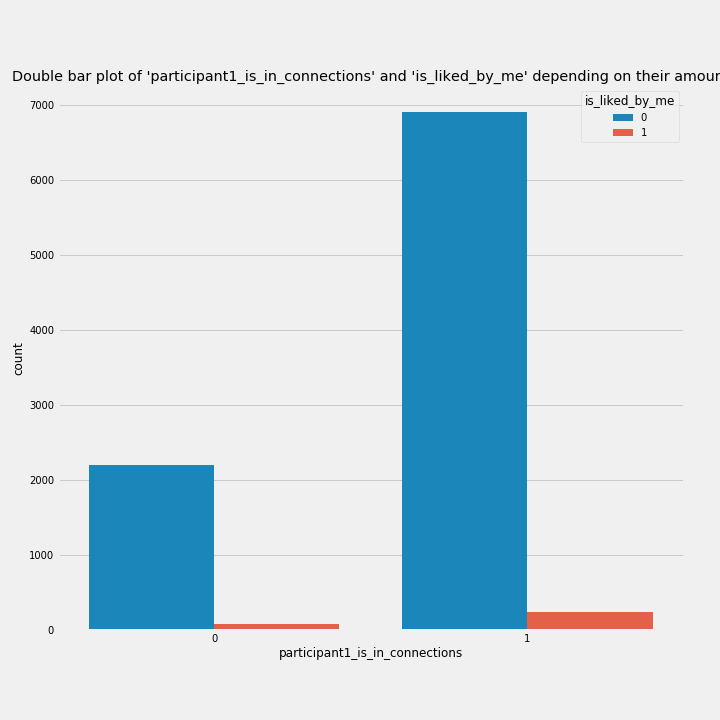 Double bar plot of 'participant1_is_in_connections' and 'is_liked_by_me' depending on their amour
is_liked_by_me
0
1
7000
6000
5000
4000
3000
2000
1000
0
count
0 1
participant1_is_in_connections